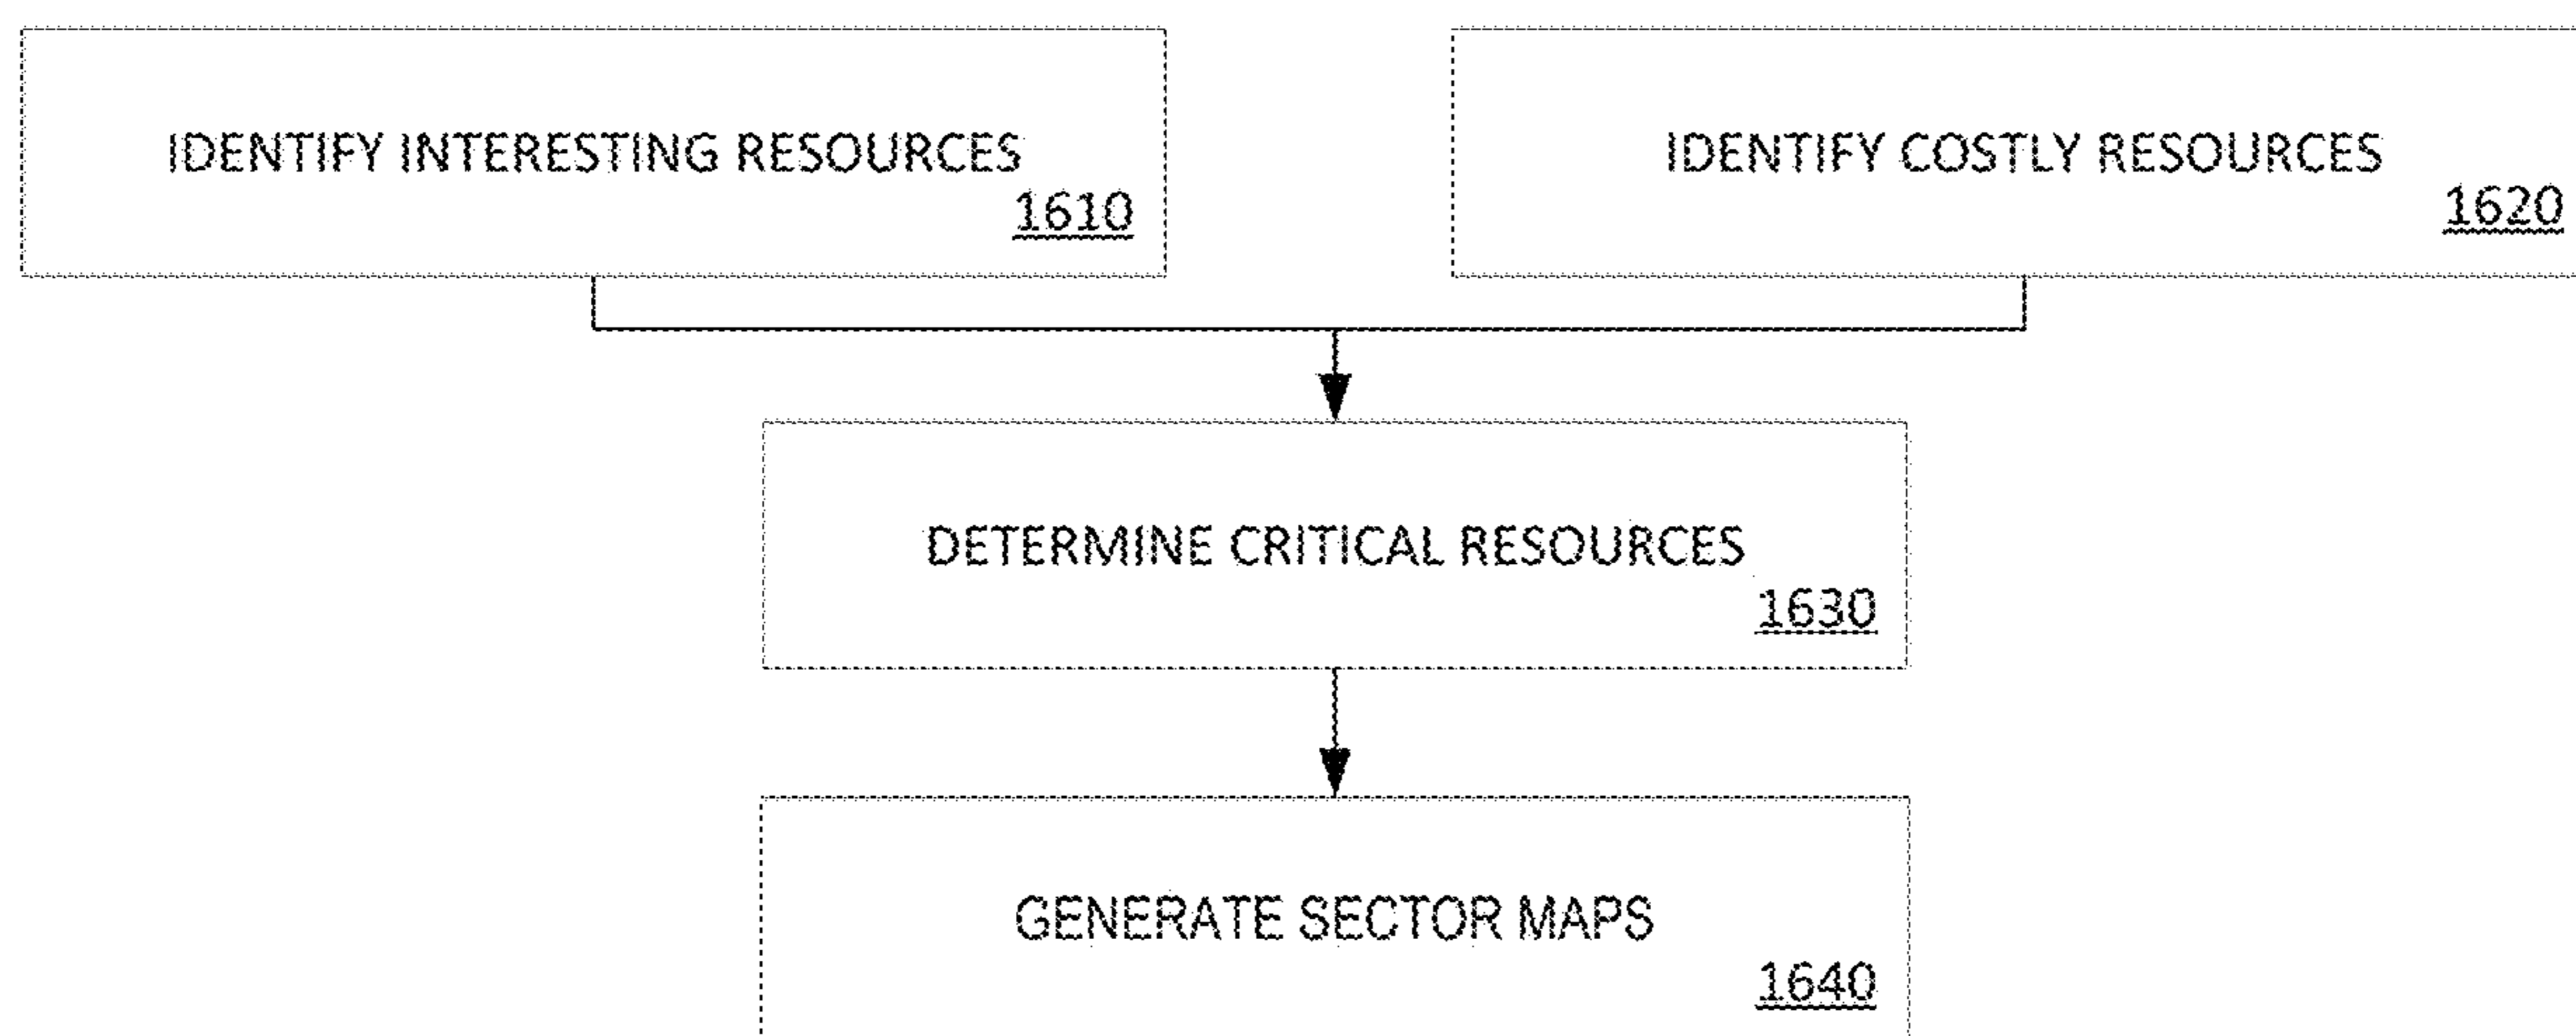 IDENTIFY INTERESTING RESOURCES
1610
IDENTIFY COSTLY RESOURCES
1620
DETERMINE CRITICAL RESOURCES
1630
GENERATE SECTOR MAPS
1640